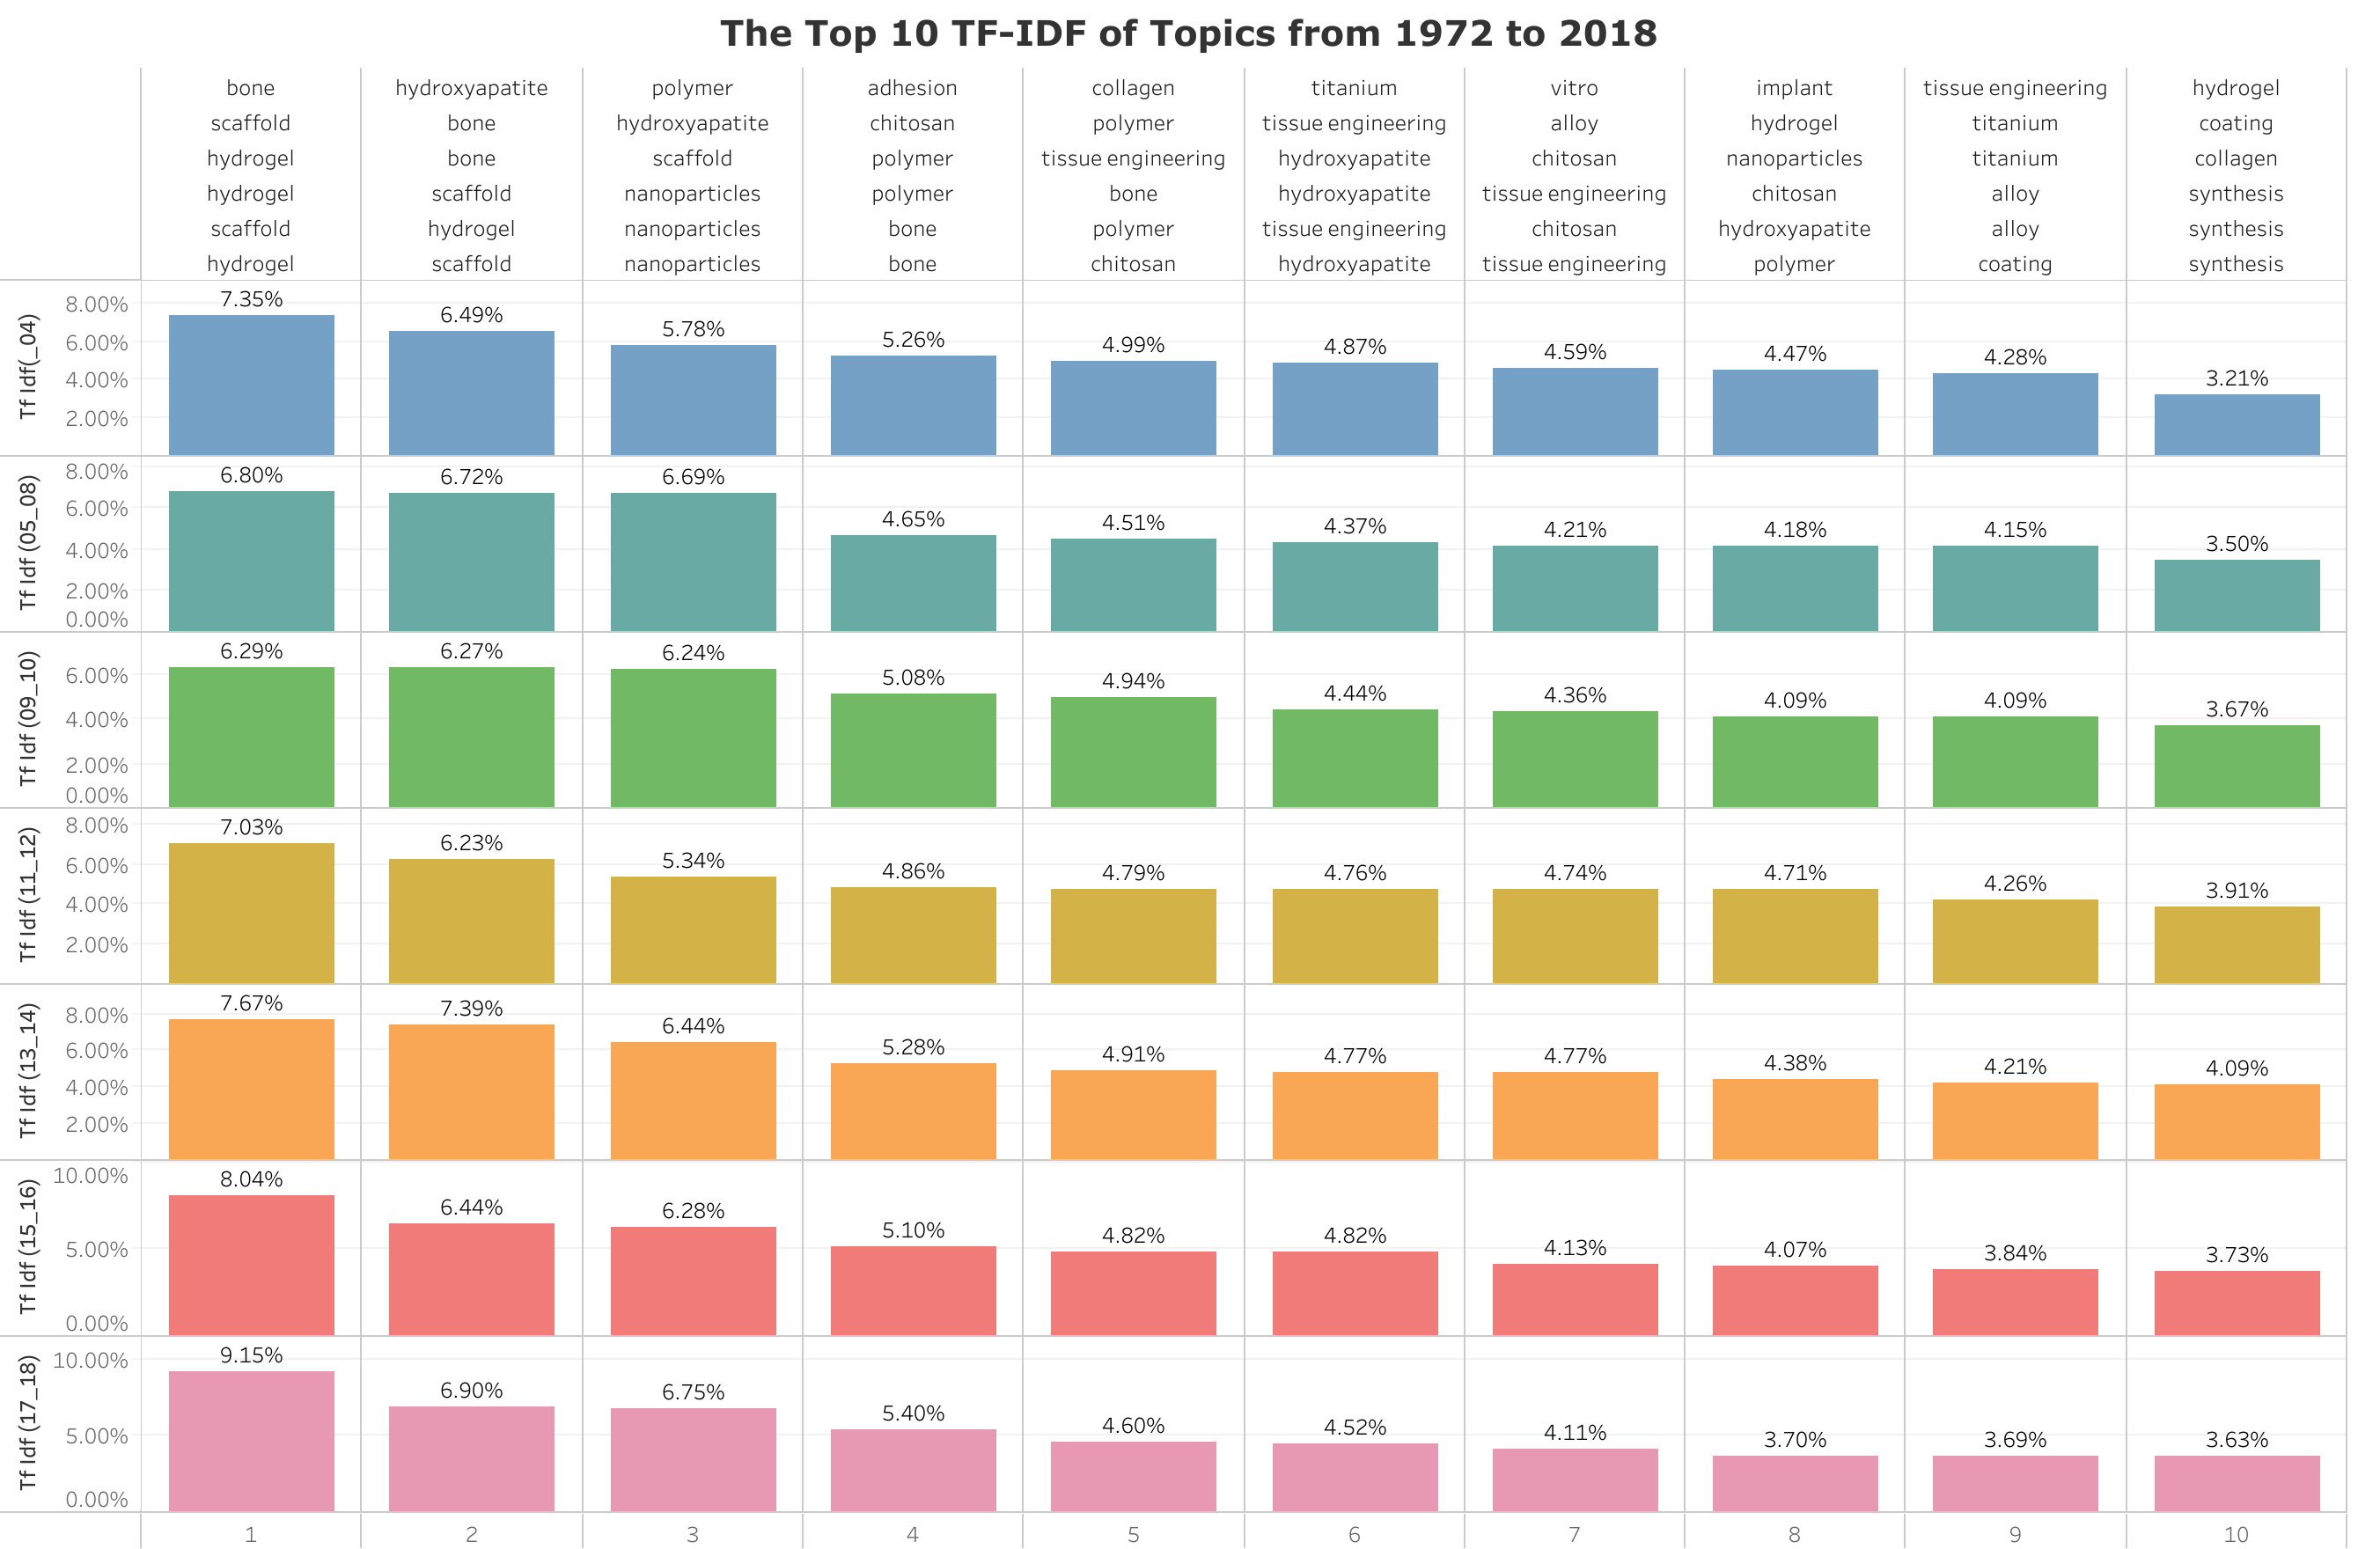 The Top 10 TF-IDF of Topics from 1972 to 2018
bone hydroxyapatite polymer adhesion collagen titanium vitro implant tissue engineering hydrogel
scaffold bone hydroxyapatite chitosan polymer tissue engineering alloy hydrogel titanium coating
hydrogel bone scaffold polymer tissue engineering hydroxyapatite chitosan nanoparticles titanium collagen
hydrogel scaffold nanoparticles polymer bone hydroxyapatite tissue engineering chitosan alloy synthesis
scaffold hydrogel nanoparticles bone polymer tissue engineering chitosan hydroxyapatite alloy synthesis
hydrogel scaffold nanoparticles bone chitosan hydroxyapatite tissue engineering polymer coating synthesis
Tf Idf(_04)
8.00%
6.00%
4.00%
2.00%
7.35% 6.49% 5.78% 5.26% 4.99% 4.87% 4.59% 4.47% 4.28% 3.21%
Tf Idf (05_08)
8.00%
6.00%
4.00%
2.00%
0.00%
6.80% 6.72% 6.69% 4.65% 4.51% 4.37% 4.21% 4.18% 4.15% 3.50%
Tf Idf (09_10)
6.00%
4.00%
2.00%
0.00%
6.29% 6.27% 6.24% 5.08% 4.94% 4.44% 4.36% 4.09% 4.09% 3.67%
Tf Idf (11_12)
8.00%
6.00%
4.00%
2.00%
7.03% 6.23% 5.34% 4.86% 4.79% 4.76% 4.74% 4.71% 4.26% 3.91%
Tf Idf (13_14)
8.00%
6.00%
4.00%
2.00%
7.67% 7.39% 6.44% 5.28% 4.91% 4.77% 4.77% 4.38% 4.21% 4.09%
Tf Idf (15_16)
10.00%
5.00%
0.00%
8.04% 6.44% 6.28% 5.10% 4.82% 4.82% 4.13% 4.07% 3.84% 3.73%
Tf Idf (17_18)
10.00%
5.00%
0.00%
9.15% 6.90% 6.75% 5.40% 4.60% 4.52% 4.11% 3.70% 3.69% 3.63%
1 2 3 4 5 6 7 8 9 10